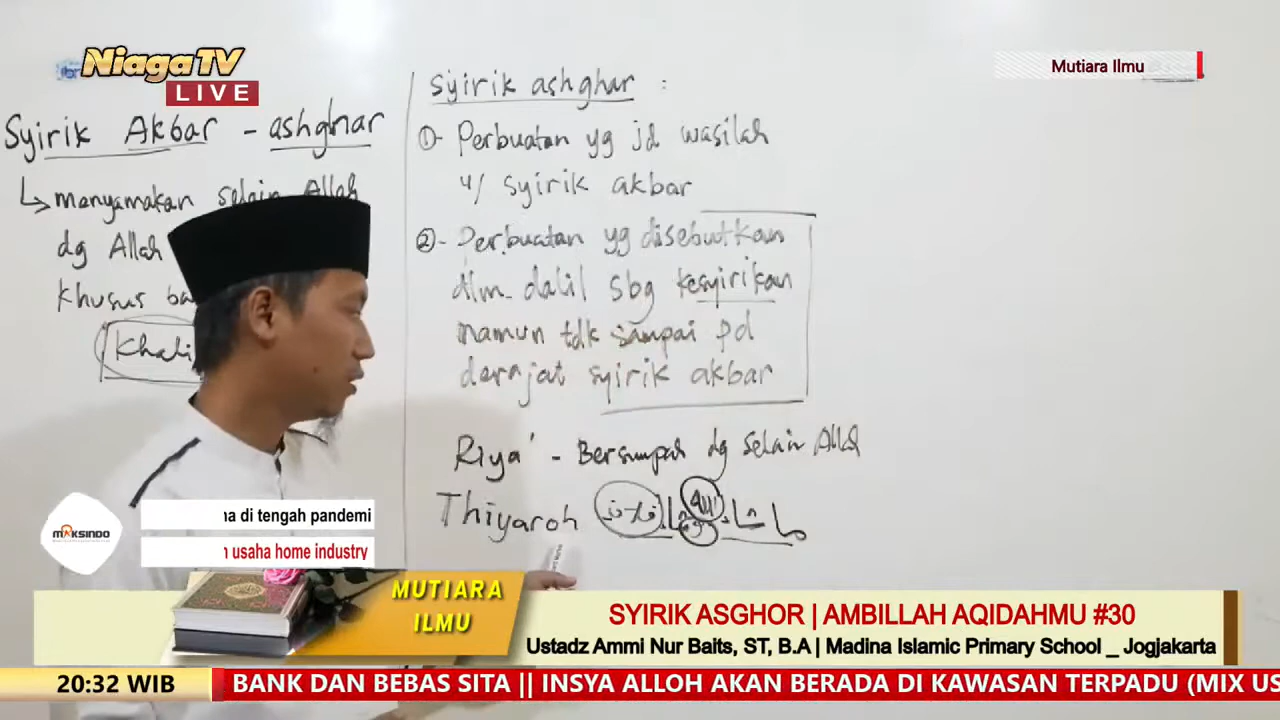 Niaga TV
LIVE
Mutiara Ilmu
Syirik Akbar - ashghar
menyamakan selain Allah
dg Allah
Khusus
Syirik ashghar :
① Perbuatan yg jd wasilah
u/ syirik akbar
②- Perbuatan yg disebutkan
dlm dalil sbg kesyirikan
namun tdk sampai pd
derajat syirik akbar
Riya' - Bersumpah dg selain Allah
Thiyaroh
MAKSINDO
di tengah pandemi
usaha home industry
MUTIARA
ILMU
SYIRIK ASGHOR | AMBILLAH AQIDAHMU #30
Ustadz Ammi Nur Baits, ST, B.A | Madina Islamic Primary School _ Jogjakarta
20:32 WIB
BANK DAN BEBAS SITA || INSYA ALLOH AKAN BERADA DI KAWASAN TERPADU (MIX US